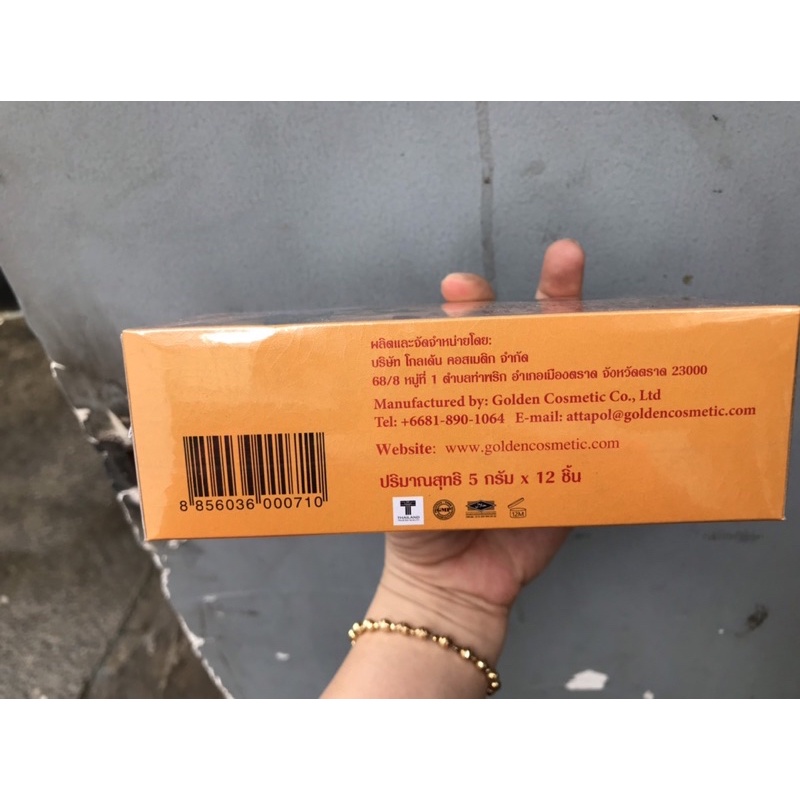 ผลิตและจัดจำหน่ายโดย:
บริษัท โกลเด้น คอสเมติก จำกัด
68/8 หมู่ที่ 1 ตำบลท่าพริก อำเภอเมืองตราด จังหวัดตราด 23000
Manufactured by: Golden Cosmetic Co., Ltd
Tel: +6681-890-1064 E-mail: attapol@goldencosmetic.com
Website: www.goldencosmetic.com
ปริมาณสุทธิ 5 กรัม x 12 ชิ้น
8 856036 000710
T
THAILAND
GMP
12M